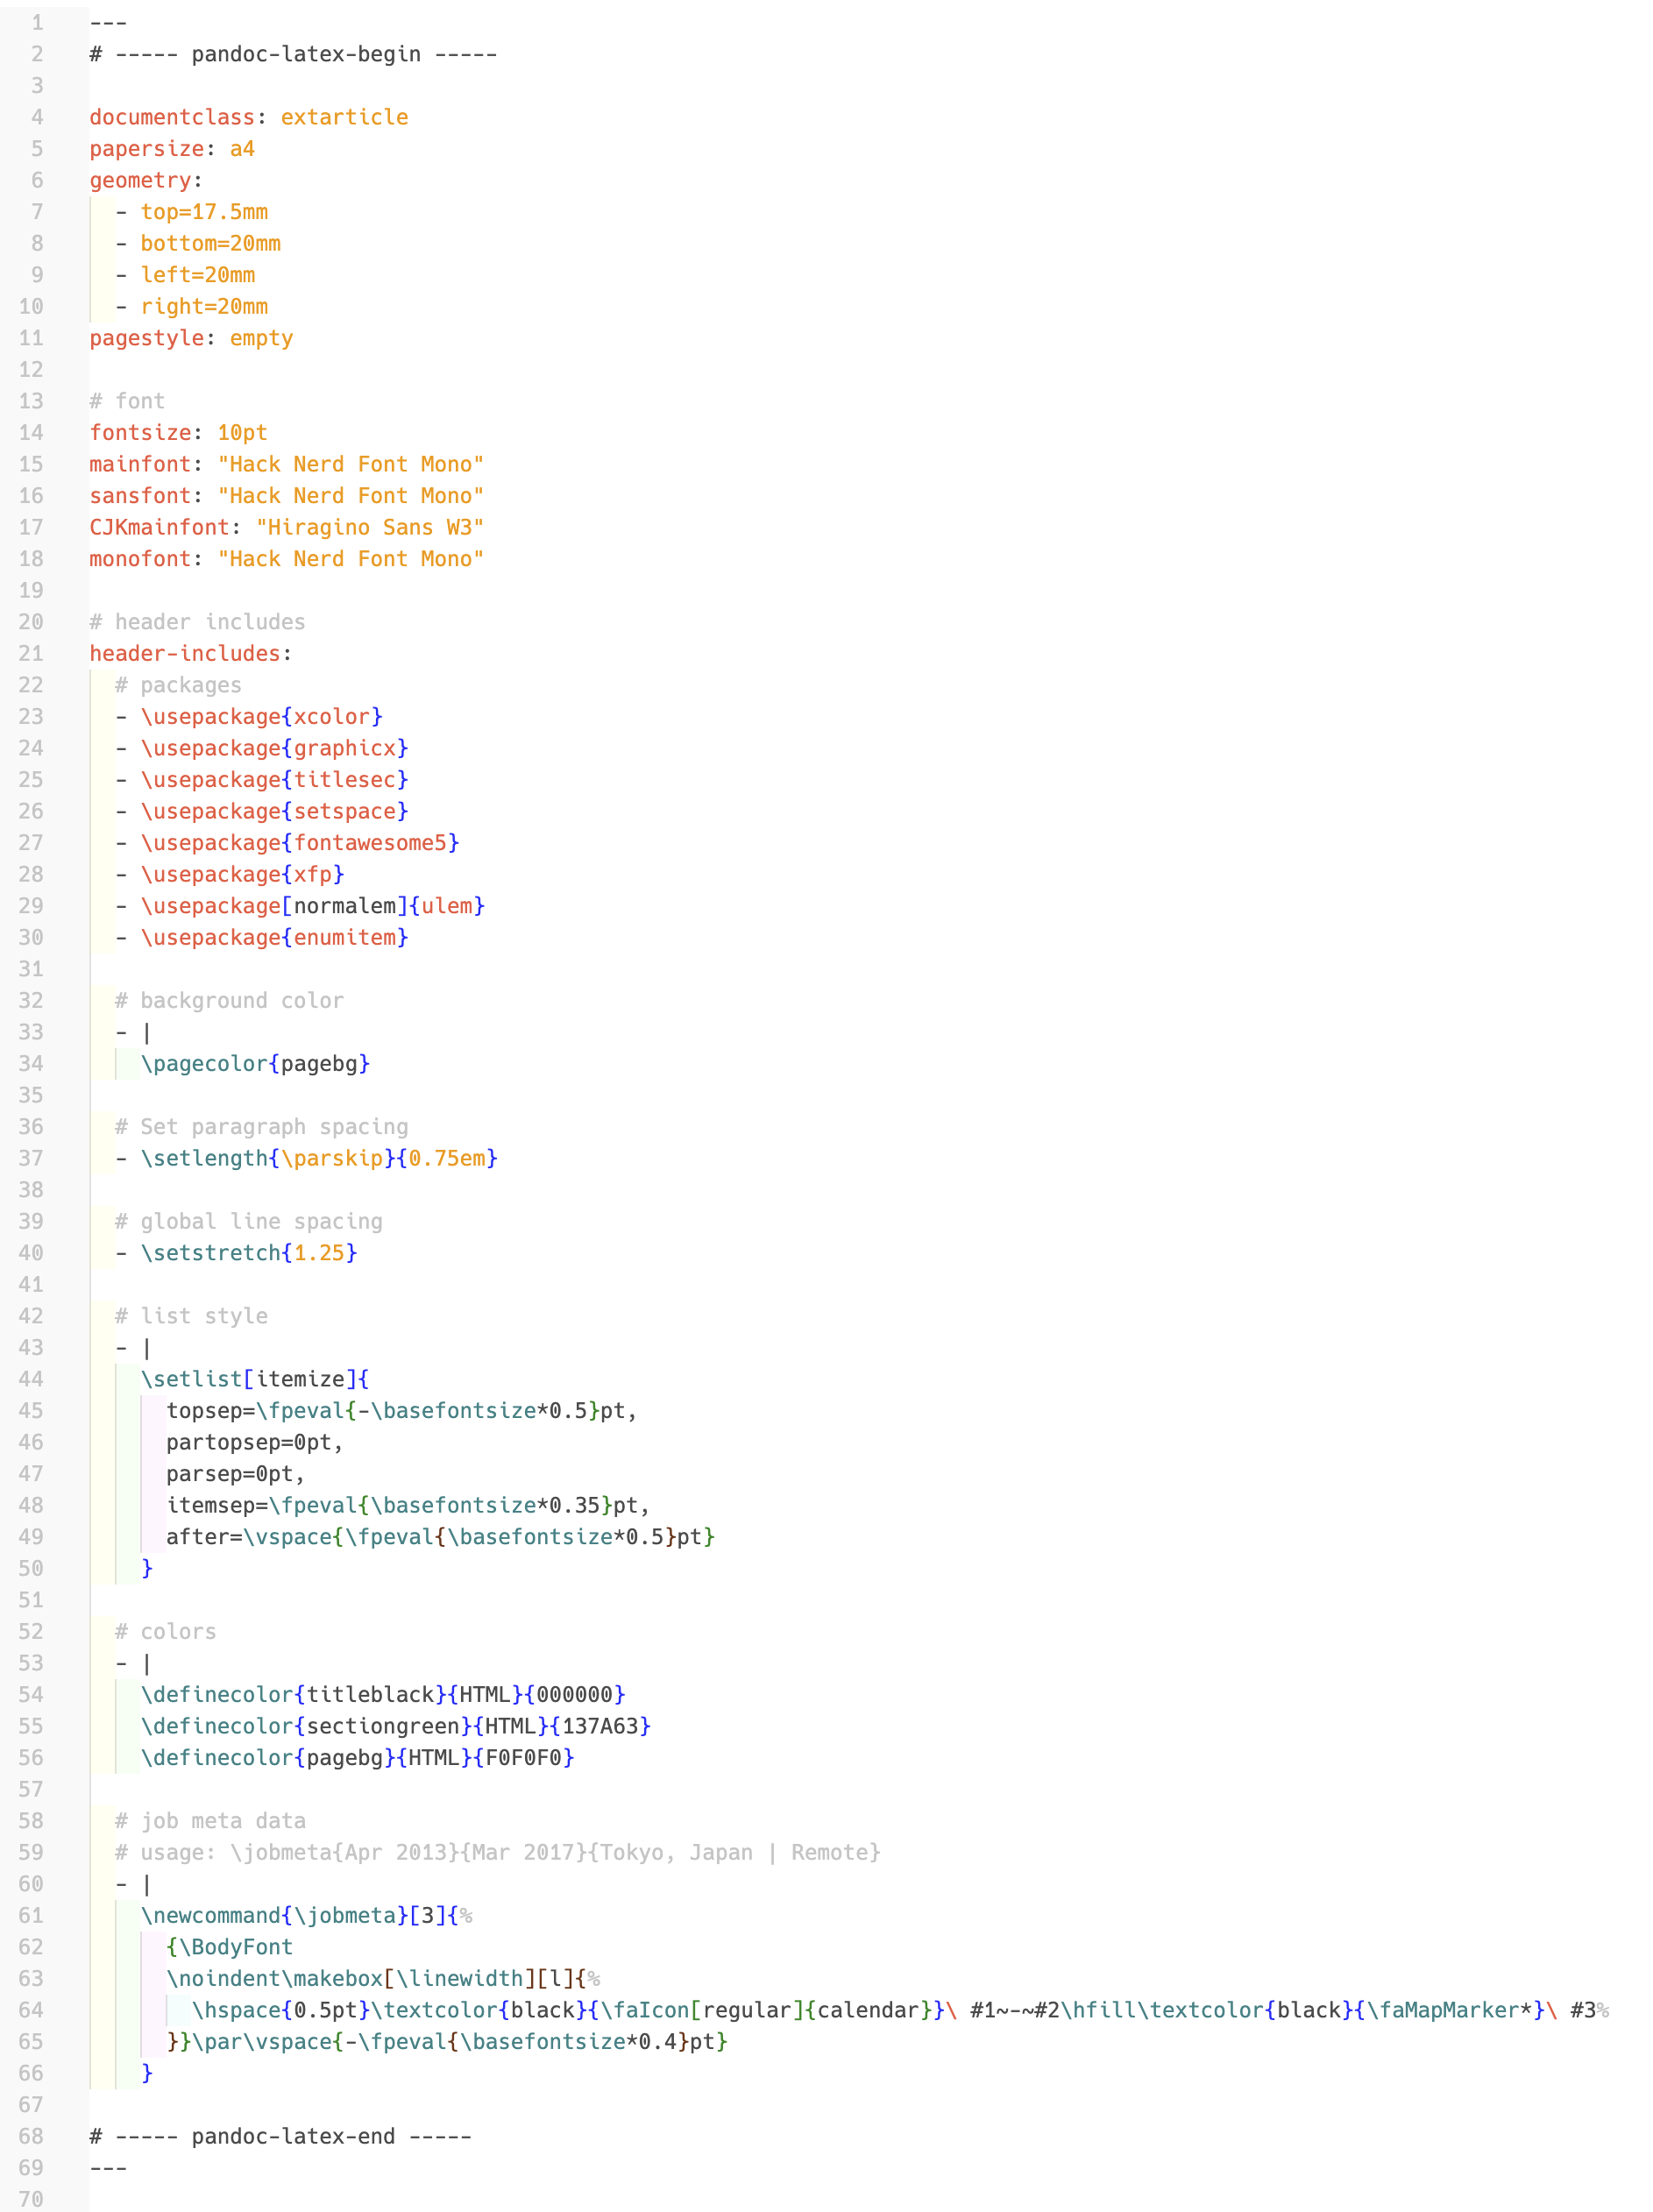 1 ---
2 # ----- pandoc-latex-begin -----
3
4 documentclass: extarticle
5 papersize: a4
6 geometry:
7   - top=17.5mm
8   - bottom=20mm
9   - left=20mm
10   - right=20mm
11 pagestyle: empty
12
13 # font
14 fontsize: 10pt
15 mainfont: "Hack Nerd Font Mono"
16 sansfont: "Hack Nerd Font Mono"
17 CJKmainfont: "Hiragino Sans W3"
18 monofont: "Hack Nerd Font Mono"
19
20 # header includes
21 header-includes:
22   # packages
23   - \usepackage{xcolor}
24   - \usepackage{graphicx}
25   - \usepackage{titlesec}
26   - \usepackage{setspace}
27   - \usepackage{fontawesome5}
28   - \usepackage{xfp}
29   - \usepackage[normalem]{ulem}
30   - \usepackage{enumitem}
31
32   # background color
33   - |
34     \pagecolor{pagebg}
35
36   # Set paragraph spacing
37   - \setlength{\parskip}{0.75em}
38
39   # global line spacing
40   - \setstretch{1.25}
41
42   # list style
43   - |
44     \setlist[itemize]{
45       topsep=\fpeval{-\basefontsize*0.5}pt,
46       partopsep=0pt,
47       parsep=0pt,
48       itemsep=\fpeval{\basefontsize*0.35}pt,
49       after=\vspace{\fpeval{\basefontsize*0.5}pt}
50     }
51
52   # colors
53   - |
54     \definecolor{titleblack}{HTML}{000000}
55     \definecolor{sectiongreen}{HTML}{137A63}
56     \definecolor{pagebg}{HTML}{F0F0F0}
57
58   # job meta data
59   # usage: \jobmeta{Apr 2013}{Mar 2017}{Tokyo, Japan | Remote}
60   - |
61     \newcommand{\jobmeta}[3]{%
62       {\BodyFont
63       \noindent\makebox[\linewidth][l]{%
64         \hspace{0.5pt}\textcolor{black}{\faIcon[regular]{calendar}}\ #1~-~#2\hfill\textcolor{black}{\faMapMarker*}\ #3%
65       }}\par\vspace{-\fpeval{\basefontsize*0.4}pt}
66     }
67
68 # ----- pandoc-latex-end -----
69 ---
70